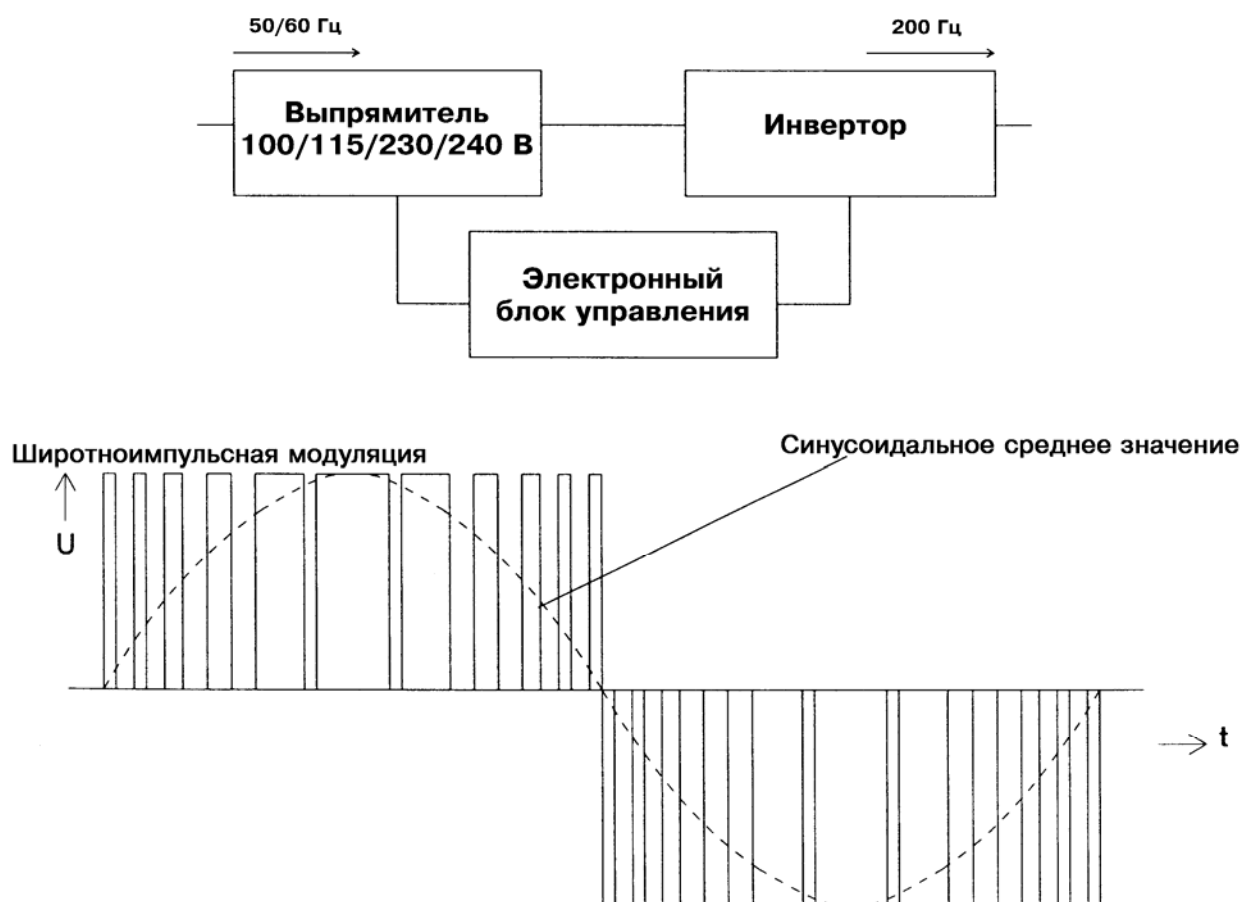 50/60 Гц
200 Гц
Выпрямитель
100/115/230/240 В
Инвертор
Электронный
блок управления
Широтноимпульсная модуляция
Синусоидальное среднее значение
U
t